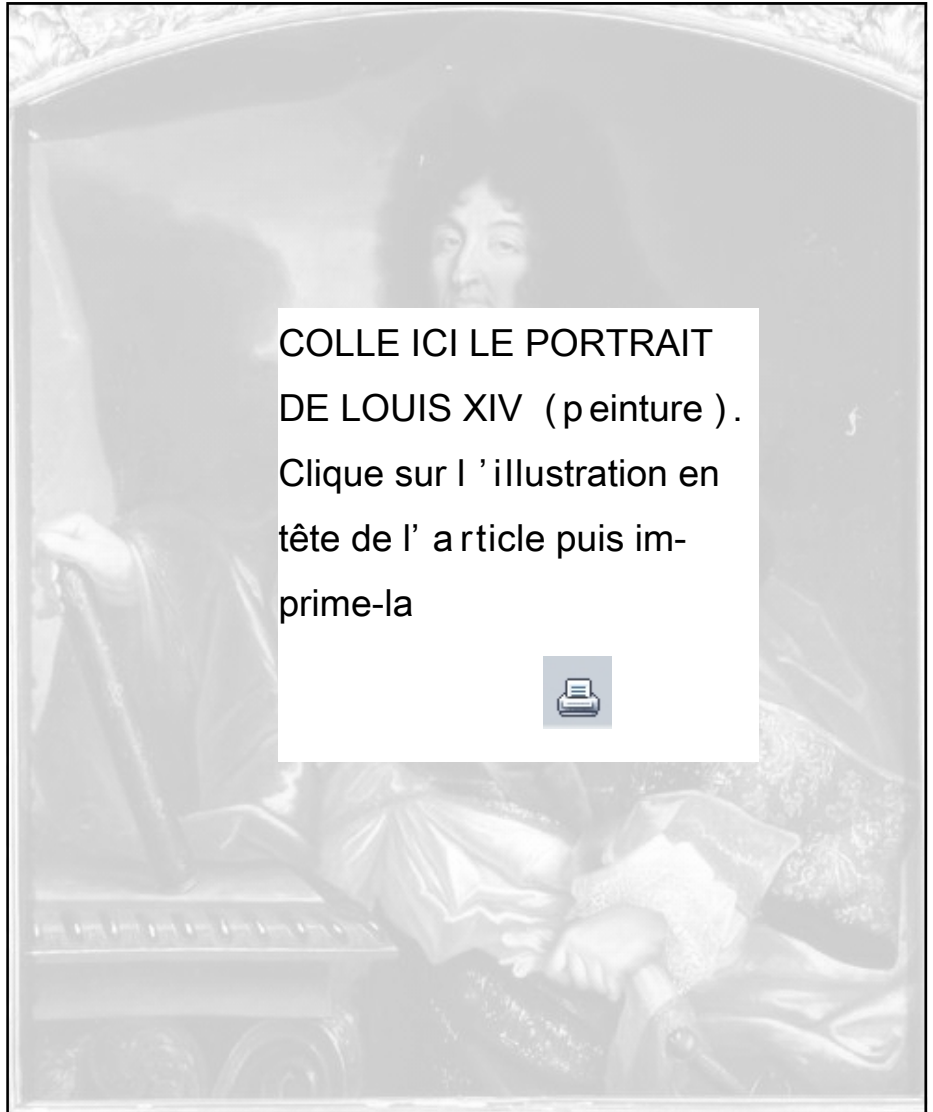 COLLE ICI LE PORTRAIT
DE LOUIS XIV (peinture).
Clique sur l’illustration en
tête de l’article puis im-
prime-la